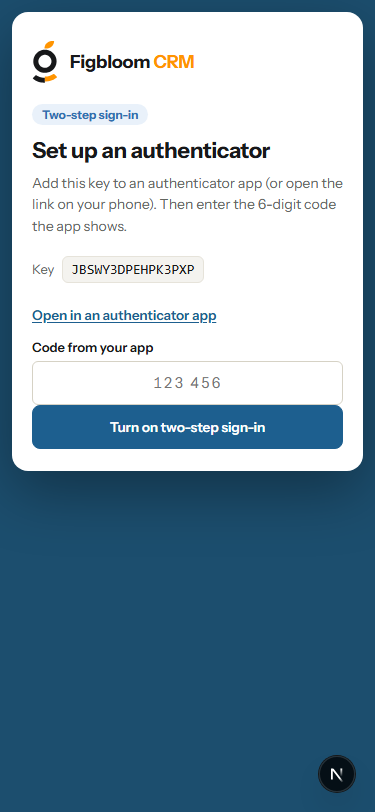 Figbloom CRM
Two-step sign-in
Set up an authenticator
Add this key to an authenticator app (or open the
link on your phone). Then enter the 6-digit code
the app shows.
Key JBSWY3DPEHPK3PXP
Open in an authenticator app
Code from your app
123 456
Turn on two-step sign-in
N